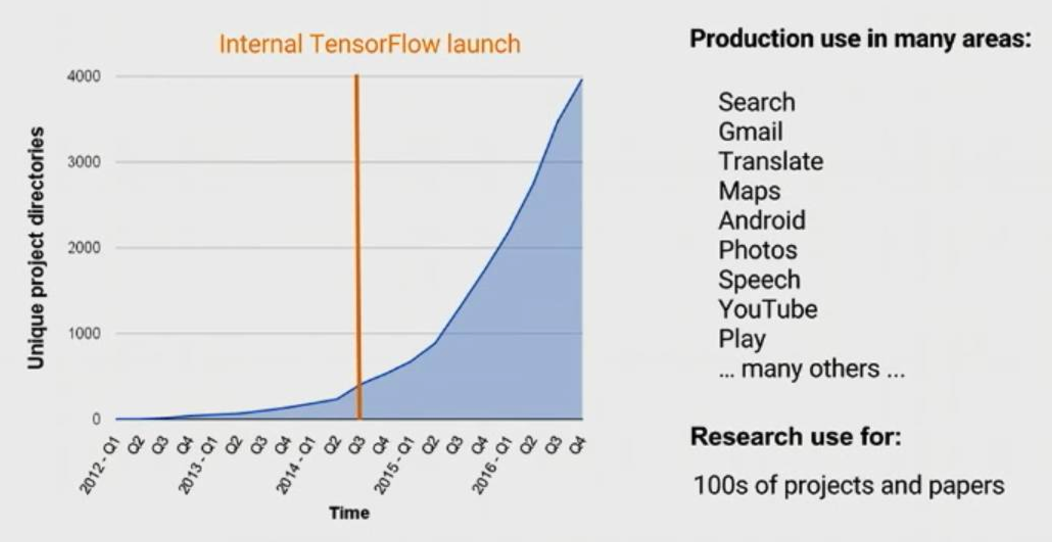 Internal TensorFlow launch
4000
3000
2000
1000
0
Unique project directories
2012 - Q1
Q2
Q3
Q4
2013 - Q1
Q2
Q3
Q4
2014 - Q1
Q2
Q3
Q4
2015 - Q1
Q2
Q3
Q4
2016 - Q1
Q2
Q3
Q4
Time
Production use in many areas:
Search
Gmail
Translate
Maps
Android
Photos
Speech
YouTube
Play
... many others ...
Research use for:
100s of projects and papers